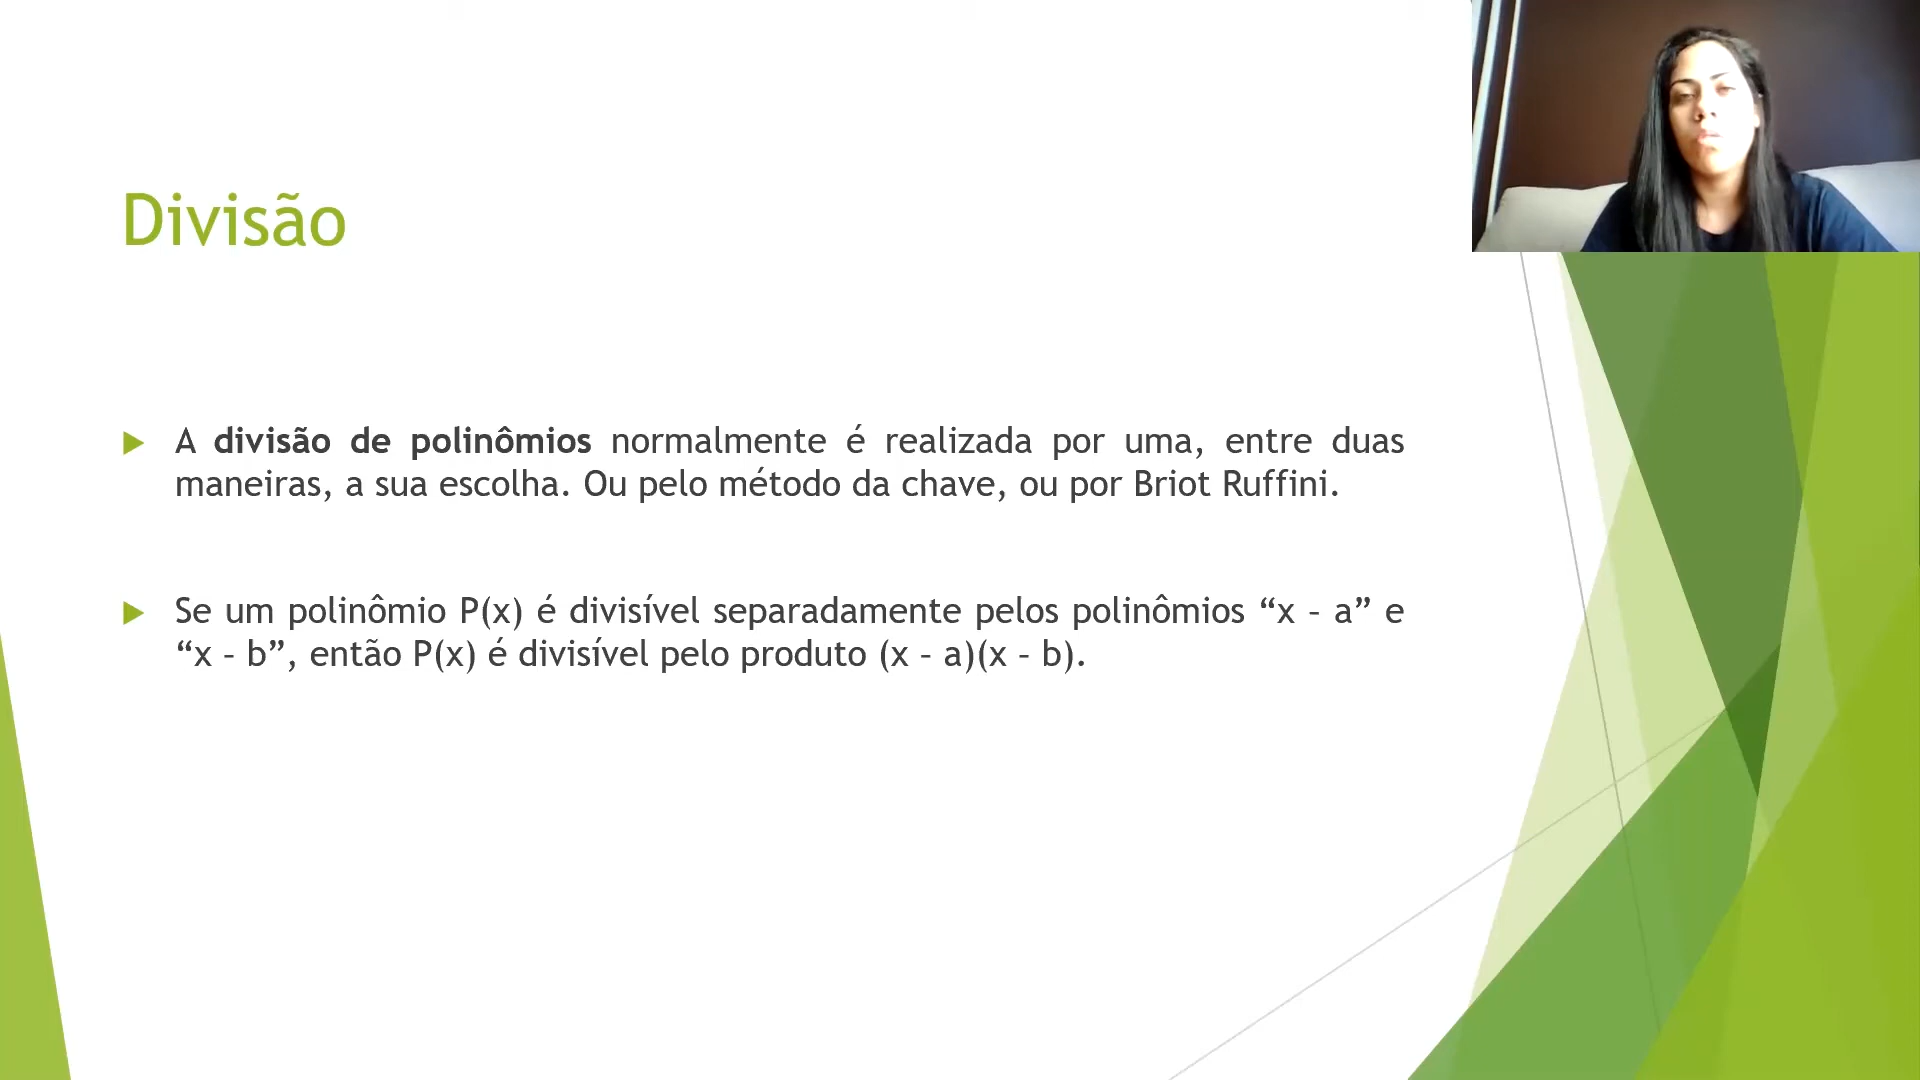 Divisão
A divisão de polinômios normalmente é realizada por uma, entre duas
maneiras, a sua escolha. Ou pelo método da chave, ou por Briot Ruffini.
Se um polinômio P(x) é divisível separadamente pelos polinômios “x – a” e
“x – b”, então P(x) é divisível pelo produto (x – a)(x – b).